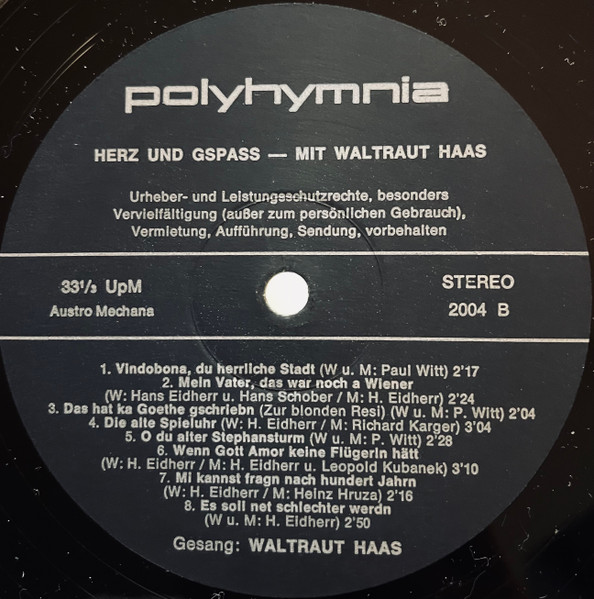 polyhymnia
HERZ UND GSPASS — MIT WALTRAUT HAAS
Urheber- und Leistungsschutzrechte, besonders
Vervielfältigung (außer zum persönlichen Gebrauch),
Vermietung, Aufführung, Sendung, vorbehalten
33¹/₃ UpM
Austro Mechana
STEREO
2004 B
1. Vindobona, du herrliche Stadt (W u. M: Paul Witt) 2'17
2. Mein Vater, das war noch a Wiener
(W: Hans Eidherr u. Hans Schober / M: H. Eidherr) 2'24
3. Das hat ka Goethe gschriebn (Zur blonden Resi) (W u. M: P. Witt) 2'04
4. Die alte Spieluhr (W: H. Eidherr / M: Richard Karger) 3'04
5. O du alter Stephansturm (W u. M: P. Witt) 2'28
6. Wenn Gott Amor keine Flügerln hätt
(W: H. Eidherr / M: H. Eidherr u. Leopold Kubanek) 3'10
7. Mi kannst fragn nach hundert Jahrn
(W: H. Eidherr / M: Heinz Hruza) 2'16
8. Es soll net schlechter werdn
(W u. M: H. Eidherr) 2'50
Gesang: WALTRAUT HAAS